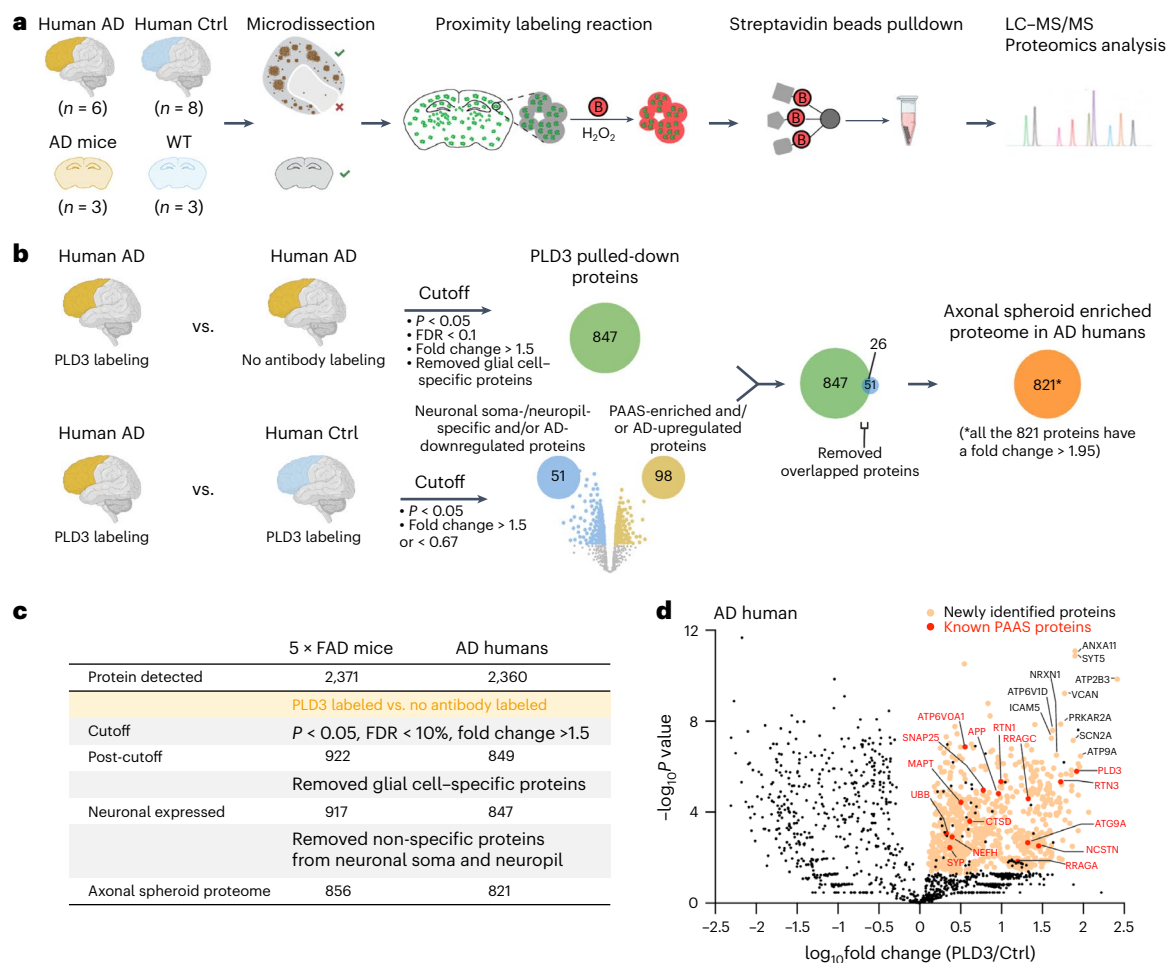 a
Human AD
Human Ctrl
Microdissection
Proximity labeling reaction
Streptavidin beads pulldown
LC–MS/MS
Proteomics analysis
(n = 6)
(n = 8)
B
H2O2
B
B
B
AD mice
WT
(n = 3)
(n = 3)
b
Human AD
Human AD
vs.
PLD3 labeling
No antibody labeling
Cutoff
• P < 0.05
• FDR < 0.1
• Fold change > 1.5
• Removed glial cell–
specific proteins
PLD3 pulled-down
proteins
847
Human AD
Human Ctrl
vs.
PLD3 labeling
PLD3 labeling
Cutoff
• P < 0.05
• Fold change > 1.5
or < 0.67
Neuronal soma-/neuropil-
specific and/or AD-
downregulated proteins
51
PAAS-enriched and/
or AD-upregulated
proteins
98
26
847
51
Removed
overlapped proteins
Axonal spheroid enriched
proteome in AD humans
821*
(*all the 821 proteins have
a fold change > 1.95)
c
5 × FAD mice
AD humans
Protein detected
2,371
2,360
PLD3 labeled vs. no antibody labeled
Cutoff
P < 0.05, FDR < 10%, fold change >1.5
Post-cutoff
922
849
Removed glial cell–specific proteins
Neuronal expressed
917
847
Removed non-specific proteins
from neuronal soma and neuropil
Axonal spheroid proteome
856
821
d
AD human
Newly identified proteins
Known PAAS proteins
–log10P value
12
8
4
0
ANXA11
SYT5
NRXN1
ATP2B3
ATP6V1D
VCAN
ICAM5
ATP6V0A1
APP
RTN1
PRKAR2A
SNAP25
RRAGC
SCN2A
ATP9A
MAPT
PLD3
RTN3
UBB
CTSD
ATG9A
NEFH
NCSTN
SYP
RRAGA
–2.5
–2
–1.5
–1
–0.5
0
0.5
1
1.5
2
2.5
log10fold change (PLD3/Ctrl)